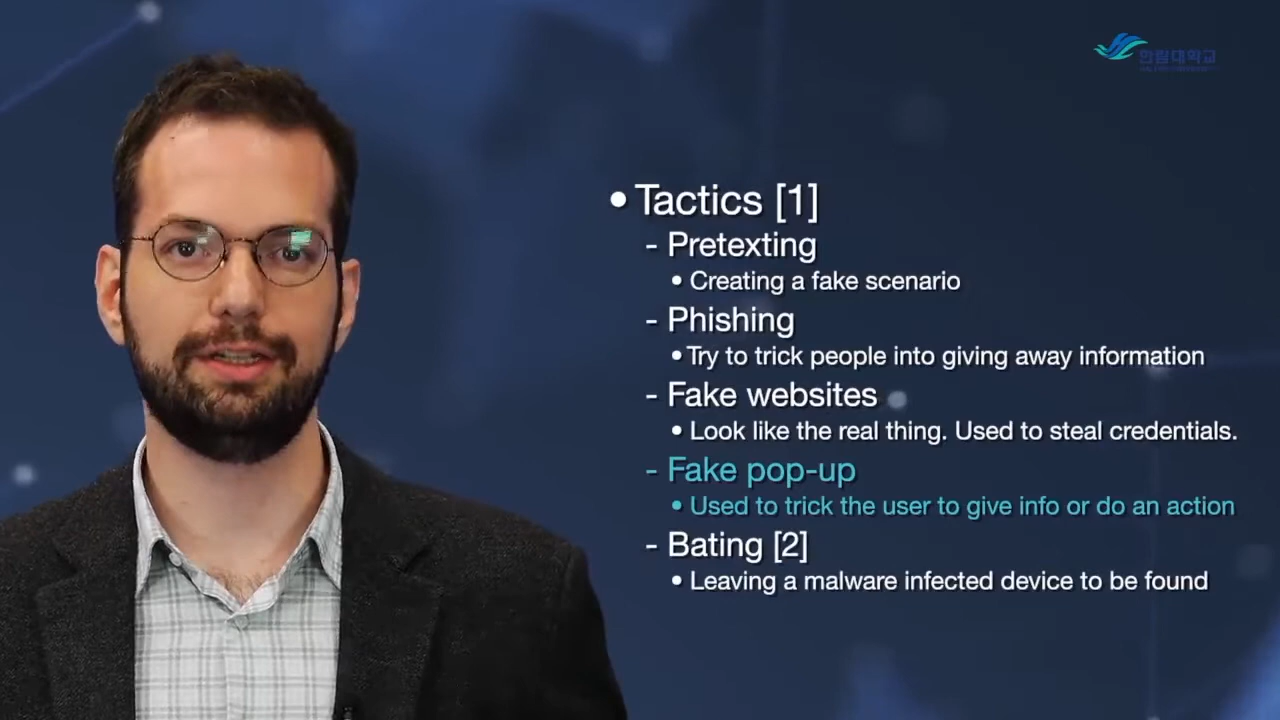 한림대학교
• Tactics [1]
- Pretexting
• Creating a fake scenario
- Phishing
• Try to trick people into giving away information
- Fake websites
• Look like the real thing. Used to steal credentials.
- Fake pop-up
• Used to trick the user to give info or do an action
- Bating [2]
• Leaving a malware infected device to be found